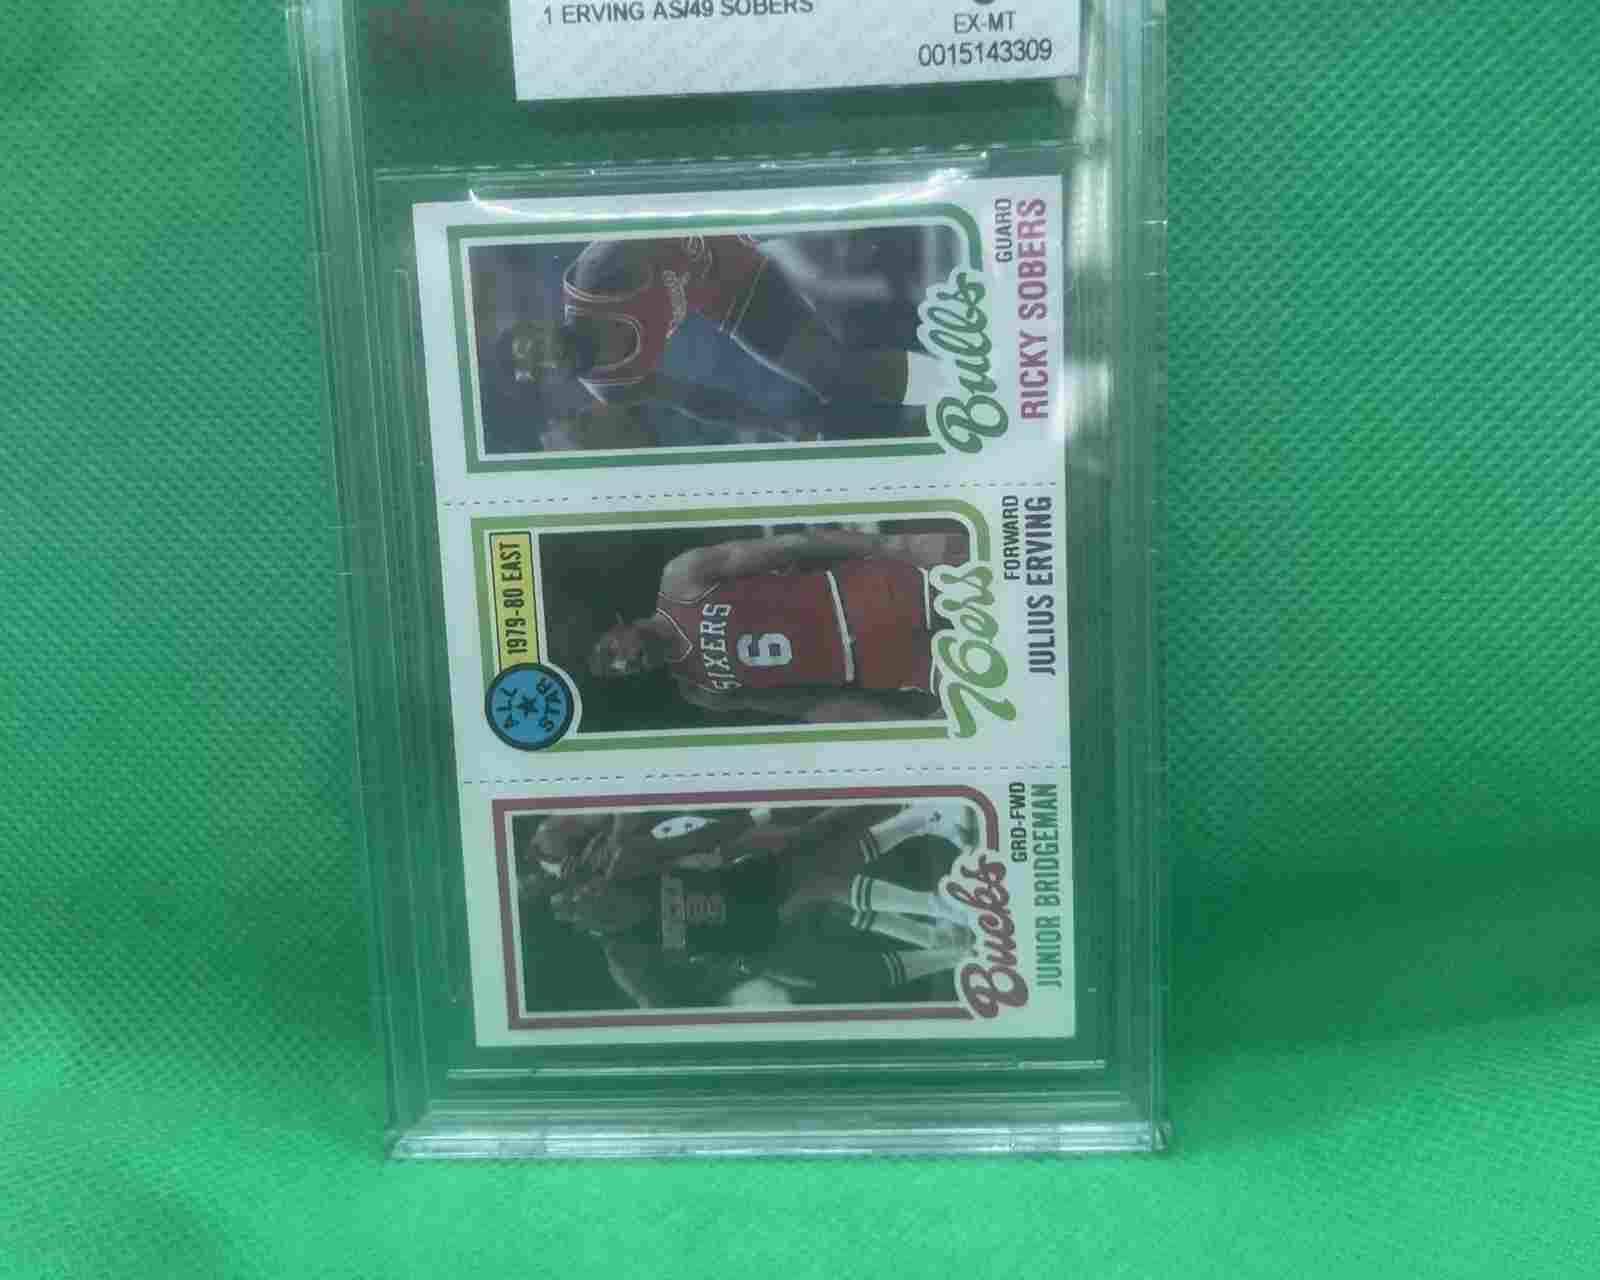 1 ERVING AS/49 SOBERS
EX-MT
0015143309
GUARD
RICKY SOBERS
Bulls
1979-80 EAST
ALL
STAR
SIXERS
6
FORWARD
JULIUS ERVING
76ers
GRD-FWD
JUNIOR BRIDGEMAN
Bucks